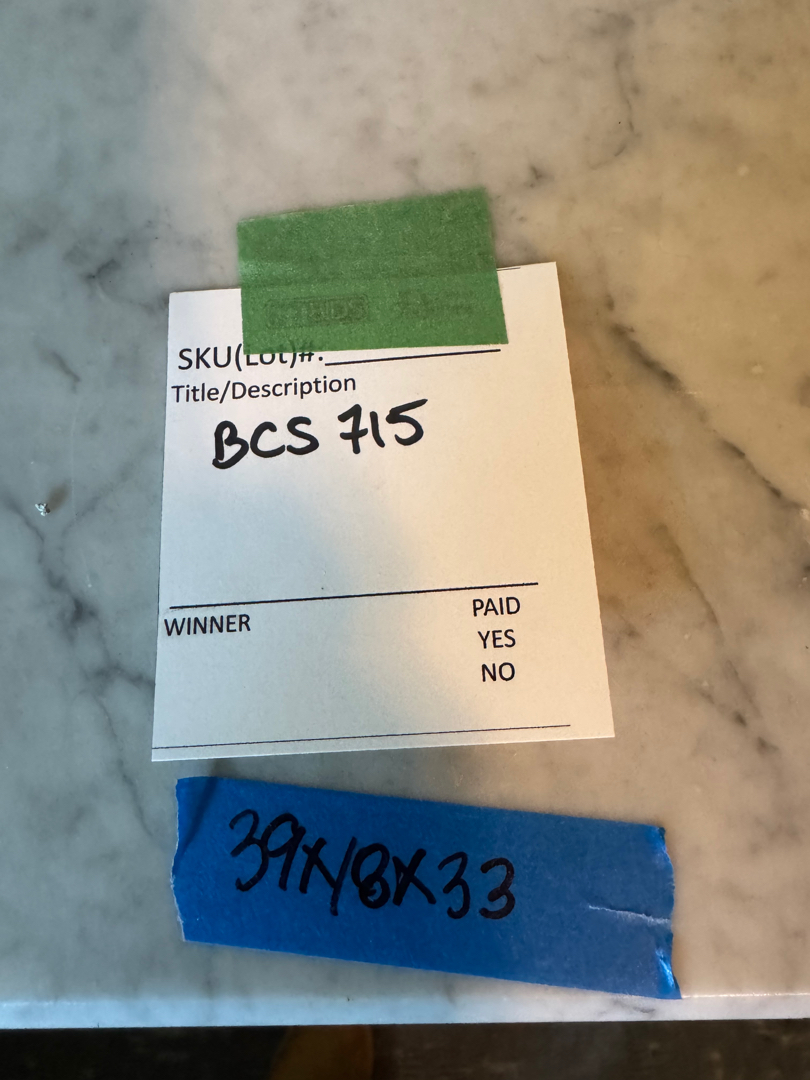 SKU(Lot)#:
Title/Description
BCS 715
WINNER
PAID
YES
NO
39x18x33